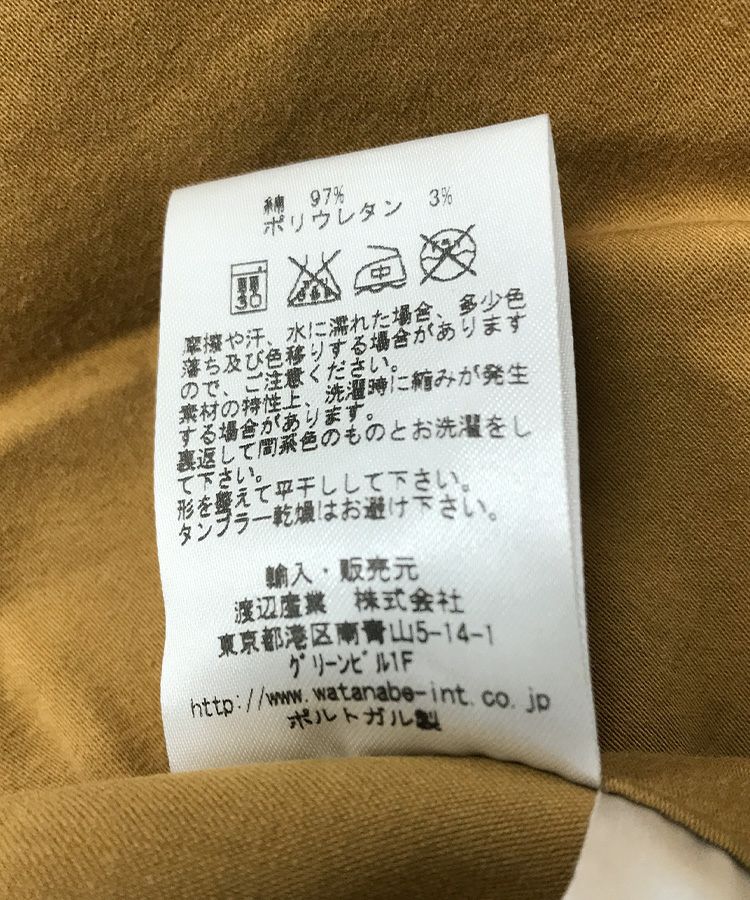 綿 97%
ポリウレタン 3%
30
摩擦や汗、水に濡れた場合、多少色
落ち及び色移りする場合があります
ので、ご注意ください。
素材の特性上、洗濯時に縮みが発生
する場合があります。
裏返して同系色のものとお洗濯をし
て下さい。
形を整えて平干しして下さい。
タンブラー乾燥はお避け下さい。
輸入・販売元
渡辺産業 株式会社
東京都港区南青山5-14-1
グリーンビル1F
http://www.watanabe-int.co.jp
ポルトガル製